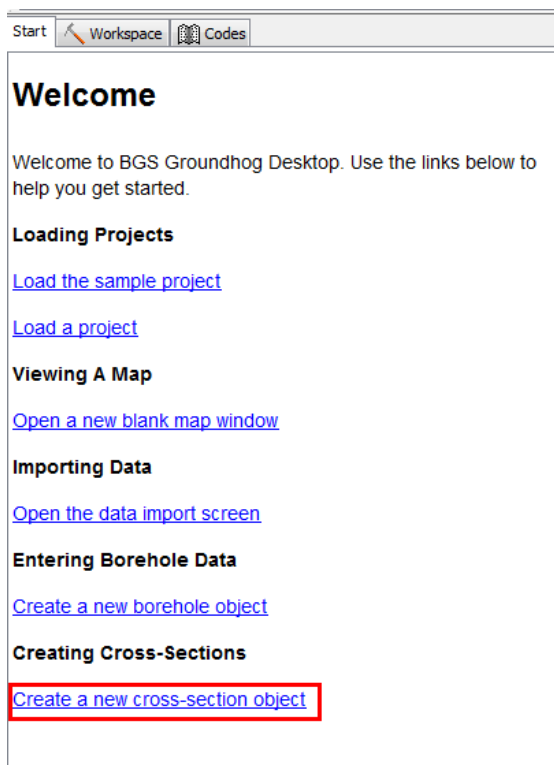 Start Workspace Codes
Welcome
Welcome to BGS Groundhog Desktop. Use the links below to
help you get started.
Loading Projects
Load the sample project
Load a project
Viewing A Map
Open a new blank map window
Importing Data
Open the data import screen
Entering Borehole Data
Create a new borehole object
Creating Cross-Sections
Create a new cross-section object